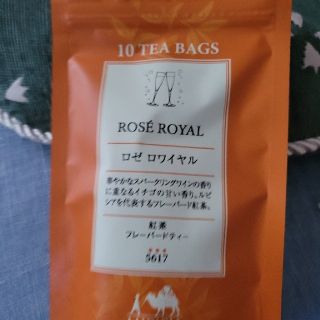 10 TEA BAGS
ROSÉ ROYAL
ロゼ ロワイヤル
華やかなスパークリングワインの香り
に重なるイチゴの甘い香り。ルピ
シアを代表するフレーバード紅茶。
紅茶
フレーバードティー
5617